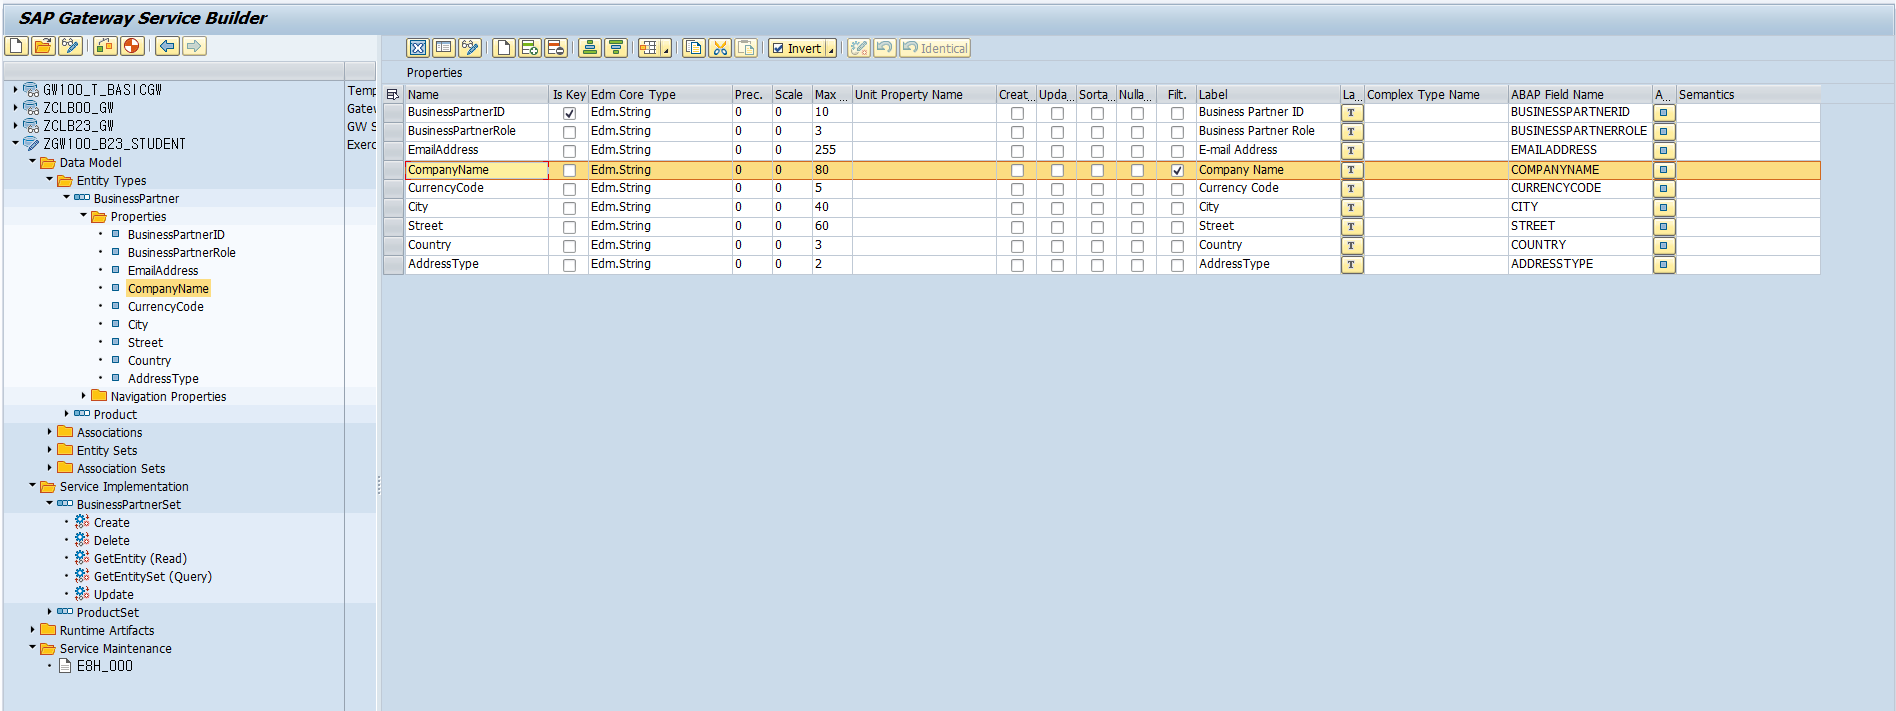 SAP Gateway Service Builder
Invert
Identical
GW100_T_BASICGW Temp
ZCLB00_GW Gatew
ZCLB23_GW GW S
ZGW100_B23_STUDENT Exerc
Data Model
Entity Types
BusinessPartner
Properties
BusinessPartnerID
BusinessPartnerRole
EmailAddress
CompanyName
CurrencyCode
City
Street
Country
AddressType
Navigation Properties
Product
Associations
Entity Sets
Association Sets
Service Implementation
BusinessPartnerSet
Create
Delete
GetEntity (Read)
GetEntitySet (Query)
Update
ProductSet
Runtime Artifacts
Service Maintenance
E8H_000
Properties
Name Is Key Edm Core Type Prec. Scale Max ... Unit Property Name Creat... Upda... Sorta... Nulla... Filt. Label La... Complex Type Name ABAP Field Name A... Semantics
BusinessPartnerID Edm.String 0 0 10 Business Partner ID T BUSINESSPARTNERID
BusinessPartnerRole Edm.String 0 0 3 Business Partner Role T BUSINESSPARTNERROLE
EmailAddress Edm.String 0 0 255 E-mail Address T EMAILADDRESS
CompanyName Edm.String 0 0 80 Company Name T COMPANYNAME
CurrencyCode Edm.String 0 0 5 Currency Code T CURRENCYCODE
City Edm.String 0 0 40 City T CITY
Street Edm.String 0 0 60 Street T STREET
Country Edm.String 0 0 3 Country T COUNTRY
AddressType Edm.String 0 0 2 AddressType T ADDRESSTYPE